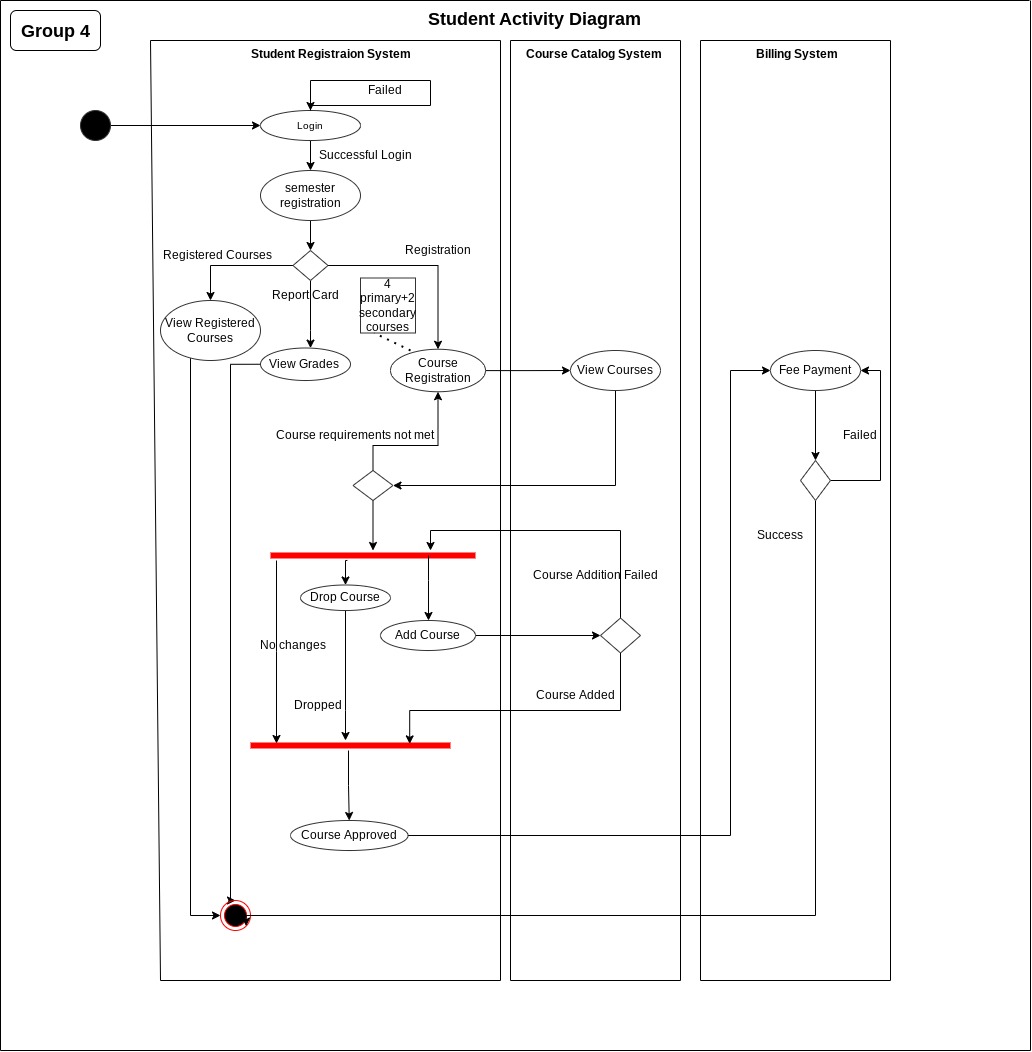 Student Activity Diagram
Group 4
Student Registraion System
Course Catalog System
Billing System
Failed
Login
Successful Login
semester
registration
Registered Courses
Registration
Report Card
4
primary+2
secondary
courses
View Registered
Courses
View Grades
Course
Registration
View Courses
Fee Payment
Course requirements not met
Failed
Success
Course Addition Failed
Drop Course
Add Course
No changes
Course Added
Dropped
Course Approved